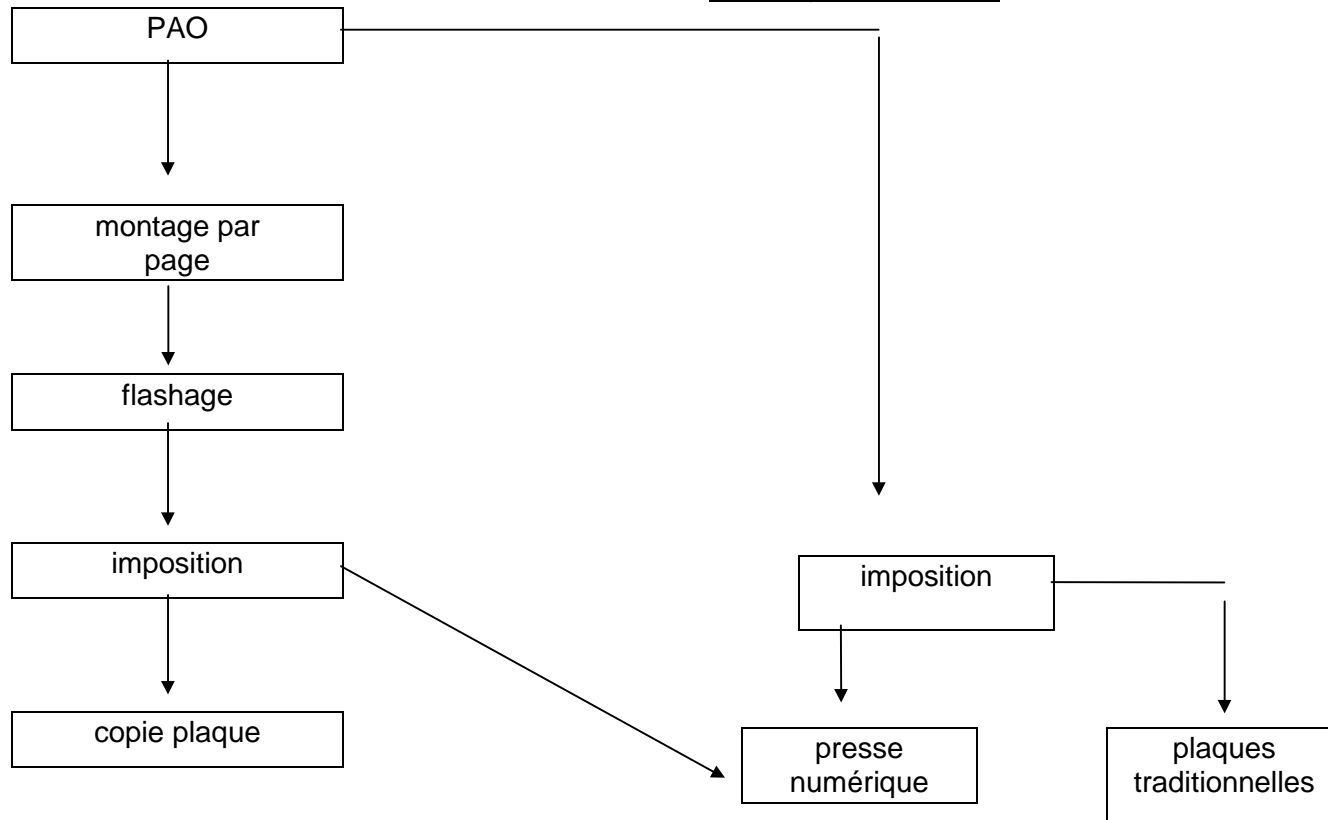 PAO
montage par
page
flashage
imposition
copie plaque
imposition
presse
numérique
plaques
traditionnelles